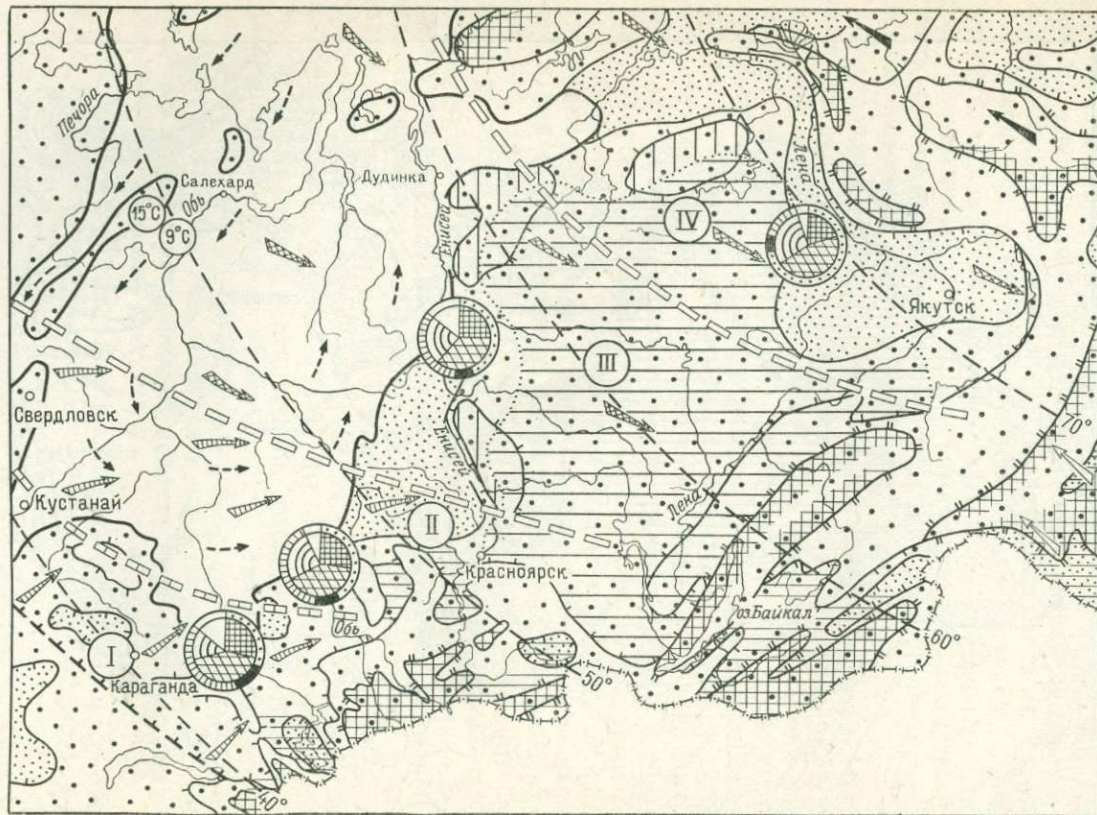 Печора
Салехард
Дудинка
15°С
Обь
9°С
Енисей
Лена
IV
Якутск
III
Свердловск
Кустанай
Енисей
II
70°
Лена
Красноярск
оз.Байкал
60°
Обь
50°
I
Караганда
40°